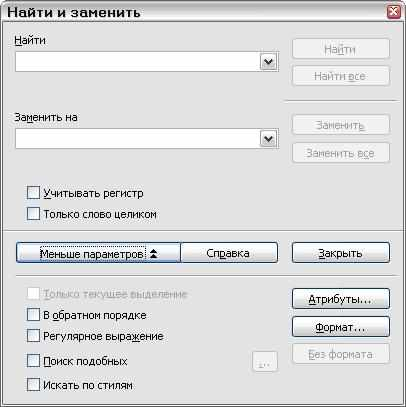 Найти и заменить
Найти
Найти
Найти все
Заменить на
Заменить
Заменить все
Учитывать регистр
Только слово целиком
Меньше параметров
Справка
Закрыть
Только текущее выделение
Атрибуты...
В обратном порядке
Формат...
Регулярное выражение
Поиск подобных
...
Без формата
Искать по стилям